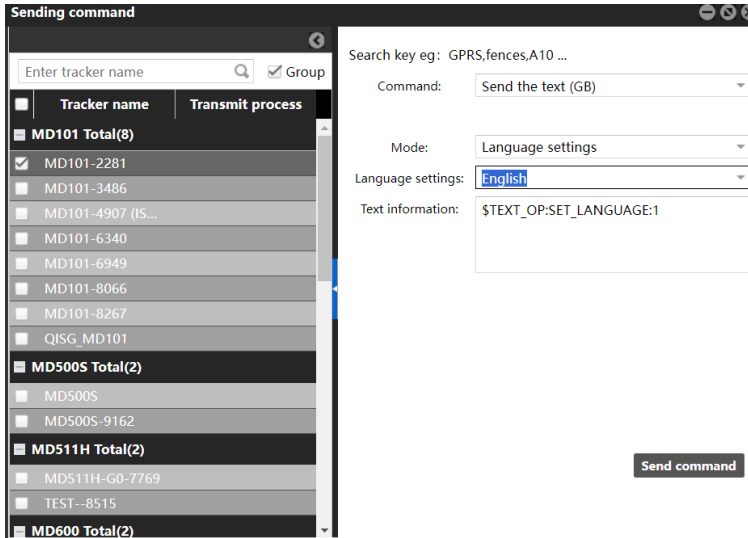 Sending command
Enter tracker name
Group
Tracker name
Transmit process
MD101 Total(8)
MD101-2281
MD101-3486
MD101-4907 (IS...
MD101-6340
MD101-6949
MD101-8066
MD101-8267
QISG_MD101
MD500S Total(2)
MD500S
MD500S-9162
MD511H Total(2)
MD511H-G0-7769
TEST--8515
MD600 Total(2)
Search key eg: GPRS,fences,A10 ...
Command: Send the text (GB)
Mode: Language settings
Language settings: English
Text information: $TEXT_OP:SET_LANGUAGE:1
Send command